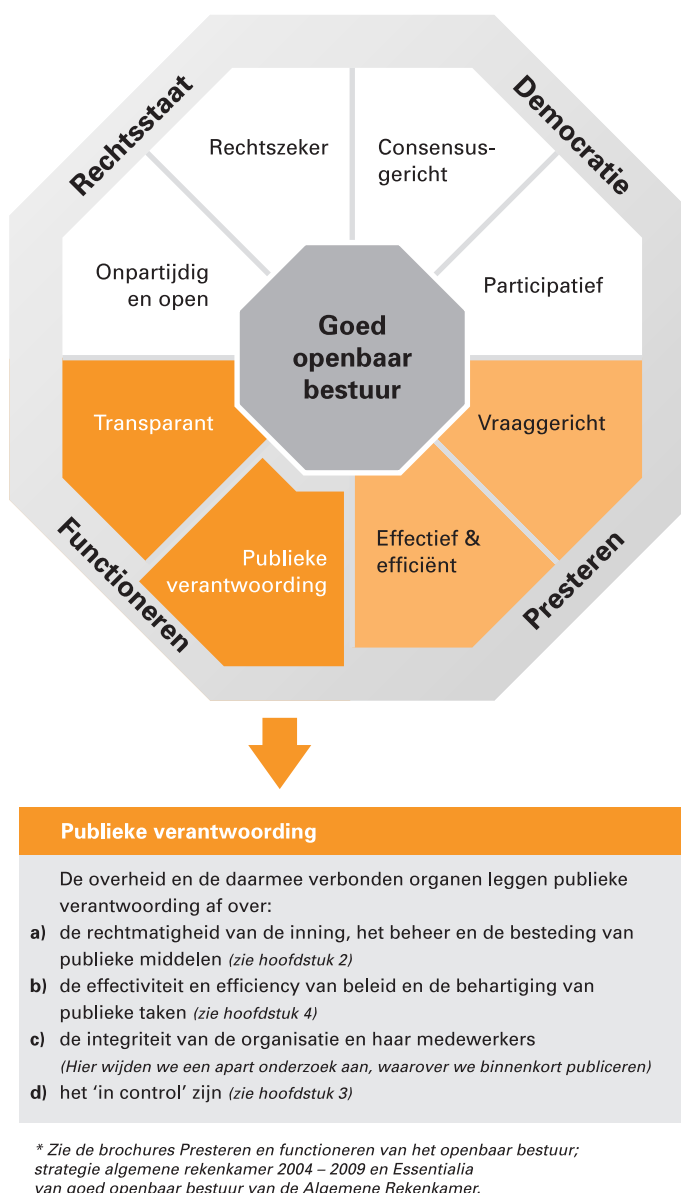 Rechtsstaat
Democratie
Rechtszeker
Consensus-
gericht
Onpartijdig
en open
Participatief
Goed
openbaar
bestuur
Transparant
Vraaggericht
Publieke
verantwoording
Effectief &
efficiënt
Functioneren
Presteren
Publieke verantwoording
De overheid en de daarmee verbonden organen leggen publieke
verantwoording af over:
a) de rechtmatigheid van de inning, het beheer en de besteding van
publieke middelen (zie hoofdstuk 2)
b) de effectiviteit en efficiency van beleid en de behartiging van
publieke taken (zie hoofdstuk 4)
c) de integriteit van de organisatie en haar medewerkers
(Hier wijden we een apart onderzoek aan, waarover we binnenkort publiceren)
d) het ‘in control’ zijn (zie hoofdstuk 3)
* Zie de brochures Presteren en functioneren van het openbaar bestuur;
strategie algemene rekenkamer 2004 – 2009 en Essentialia
van goed openbaar bestuur van de Algemene Rekenkamer.